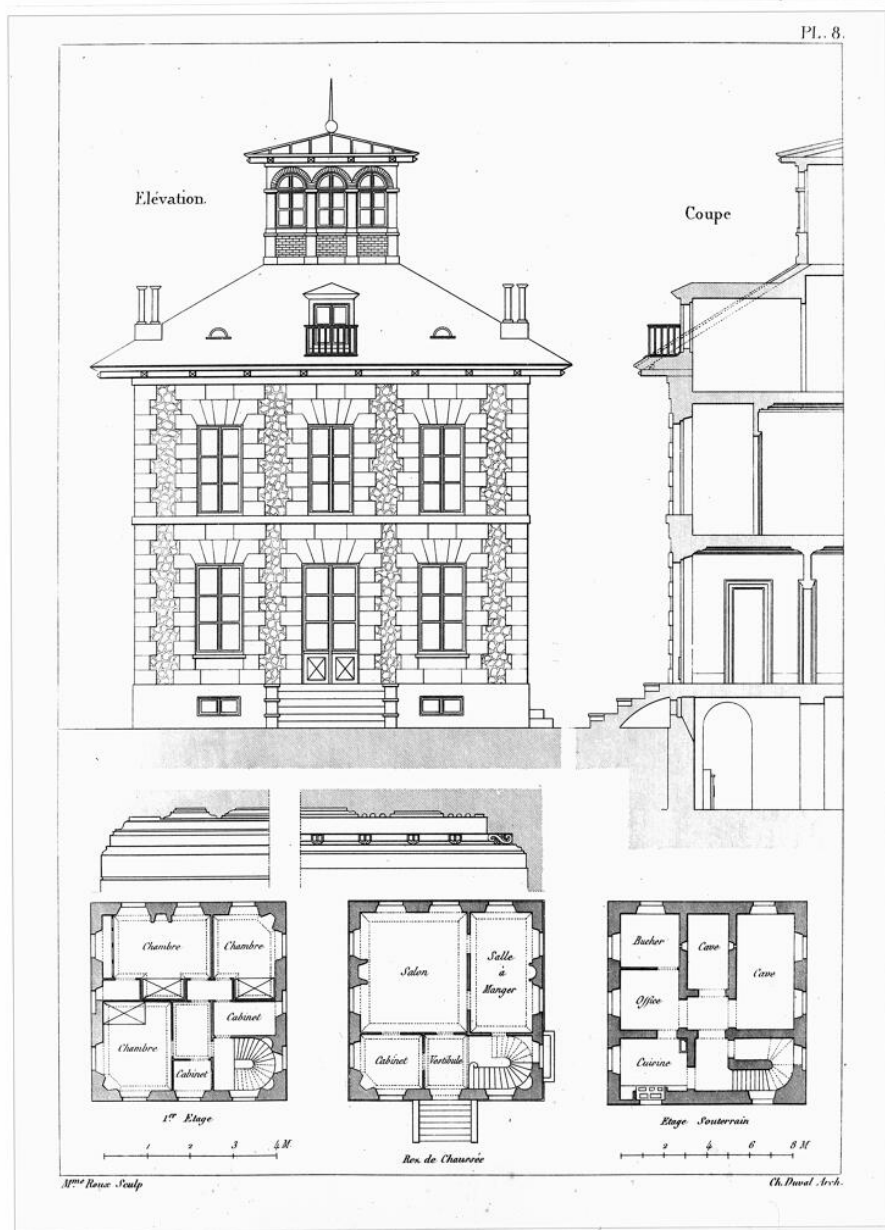 PL. 8.
Elévation.
Coupe
Chambre
Chambre
Cabinet
Chambre
Cabinet
1er Etage
1 2 3 4 M.
Salon
Salle
à
Manger
Cabinet
Vestibule
Rez de Chaussée
Bucher
Cave
Cave
Office
Cuisine
Etage Souterrain
2 4 6 8 M
Mme Roux Sculp
Ch. Duval Arch.